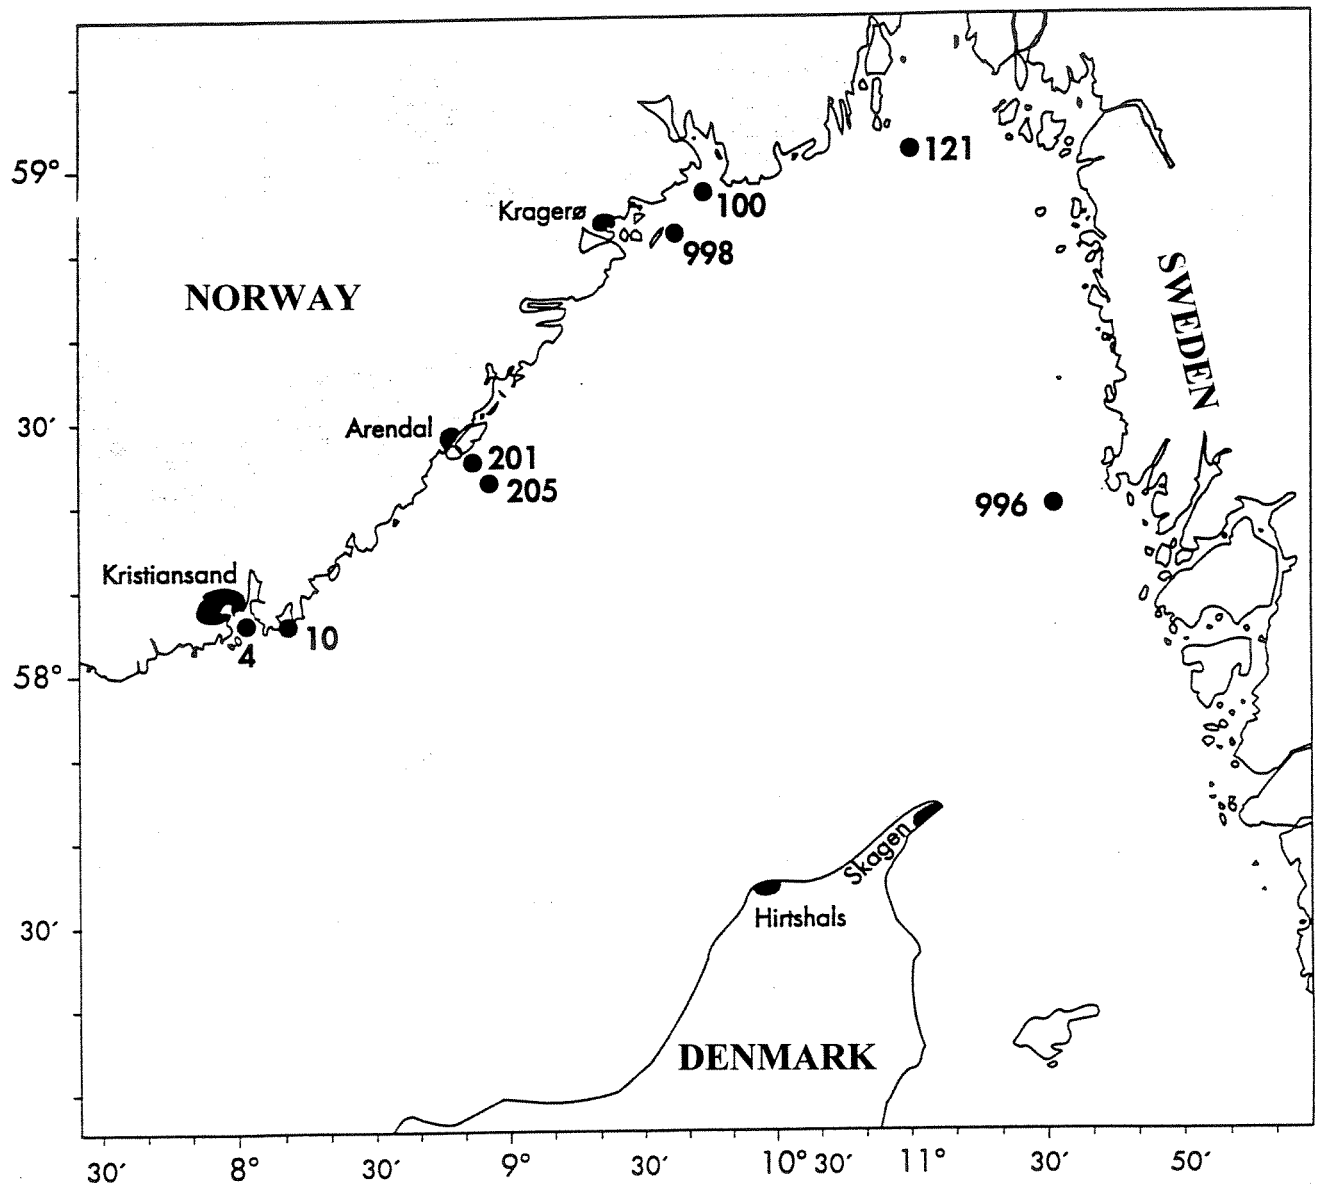 121
59°
Kragerø
100
998
NORWAY
SWEDEN
Arendal
30′
201
205
996
Kristiansand
10
4
58°
Skagen
Hirtshals
30′
DENMARK
30′ 8° 30′ 9° 30′ 10° 30′ 11° 30′ 50′